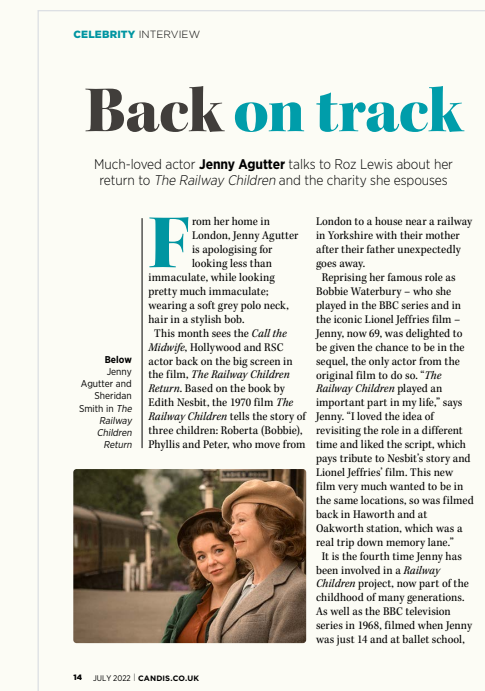 CELEBRITY INTERVIEW
Back on track
Much-loved actor Jenny Agutter talks to Roz Lewis about her
return to The Railway Children and the charity she espouses
From her home in
London, Jenny Agutter
is apologising for
looking less than
immaculate, while looking
pretty much immaculate;
wearing a soft grey polo neck,
hair in a stylish bob.
This month sees the Call the
Midwife, Hollywood and RSC
actor back on the big screen in
the film, The Railway Children
Return. Based on the book by
Edith Nesbit, the 1970 film The
Railway Children tells the story of
three children: Roberta (Bobbie),
Phyllis and Peter, who move from
London to a house near a railway
in Yorkshire with their mother
after their father unexpectedly
goes away.
Reprising her famous role as
Bobbie Waterbury – who she
played in the BBC series and in
the iconic Lionel Jeffries film –
Jenny, now 69, was delighted to
be given the chance to be in the
sequel, the only actor from the
original film to do so. “The
Railway Children played an
important part in my life,” says
Jenny. “I loved the idea of
revisiting the role in a different
time and liked the script, which
pays tribute to Nesbit’s story and
Lionel Jeffries’ film. This new
film very much wanted to be in
the same locations, so was filmed
back in Haworth and at
Oakworth station, which was a
real trip down memory lane.”
It is the fourth time Jenny has
been involved in a Railway
Children project, now part of the
childhood of many generations.
As well as the BBC television
series in 1968, filmed when Jenny
was just 14 and at ballet school,
Below
Jenny
Agutter and
Sheridan
Smith in The
Railway
Children
Return
LADIES ROOM
14 JULY 2022 | CANDIS.CO.UK